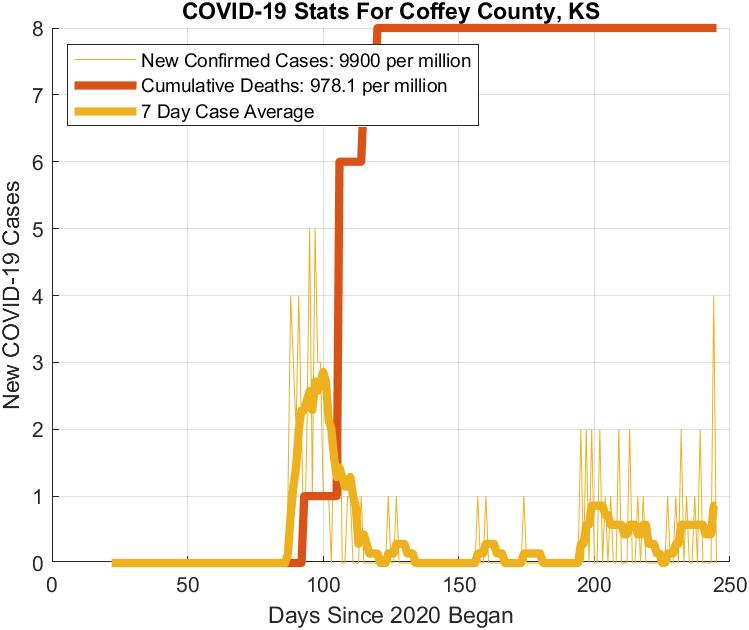 COVID-19 Stats For Coffey County, KS
New Confirmed Cases: 9900 per million
Cumulative Deaths: 978.1 per million
7 Day Case Average
8
7
6
5
4
3
2
1
0
New COVID-19 Cases
0 50 100 150 200 250
Days Since 2020 Began